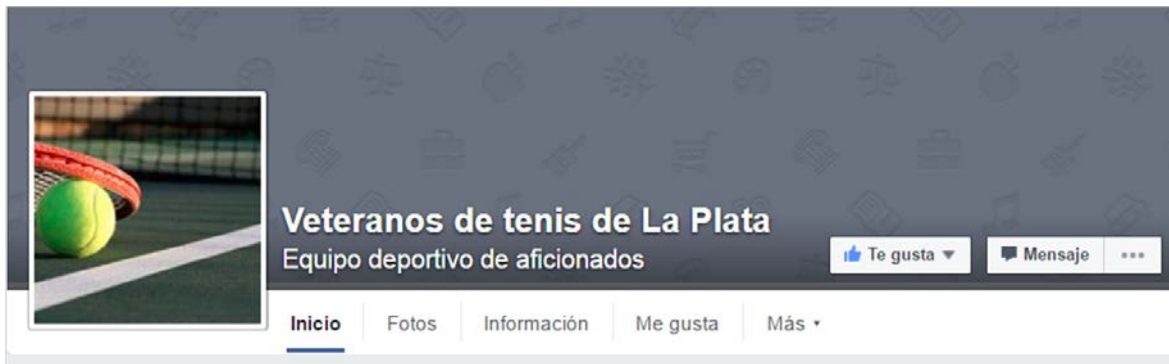 Veteranos de tenis de La Plata
Equipo deportivo de aficionados
Te gusta
Mensaje
Inicio Fotos Información Me gusta Más